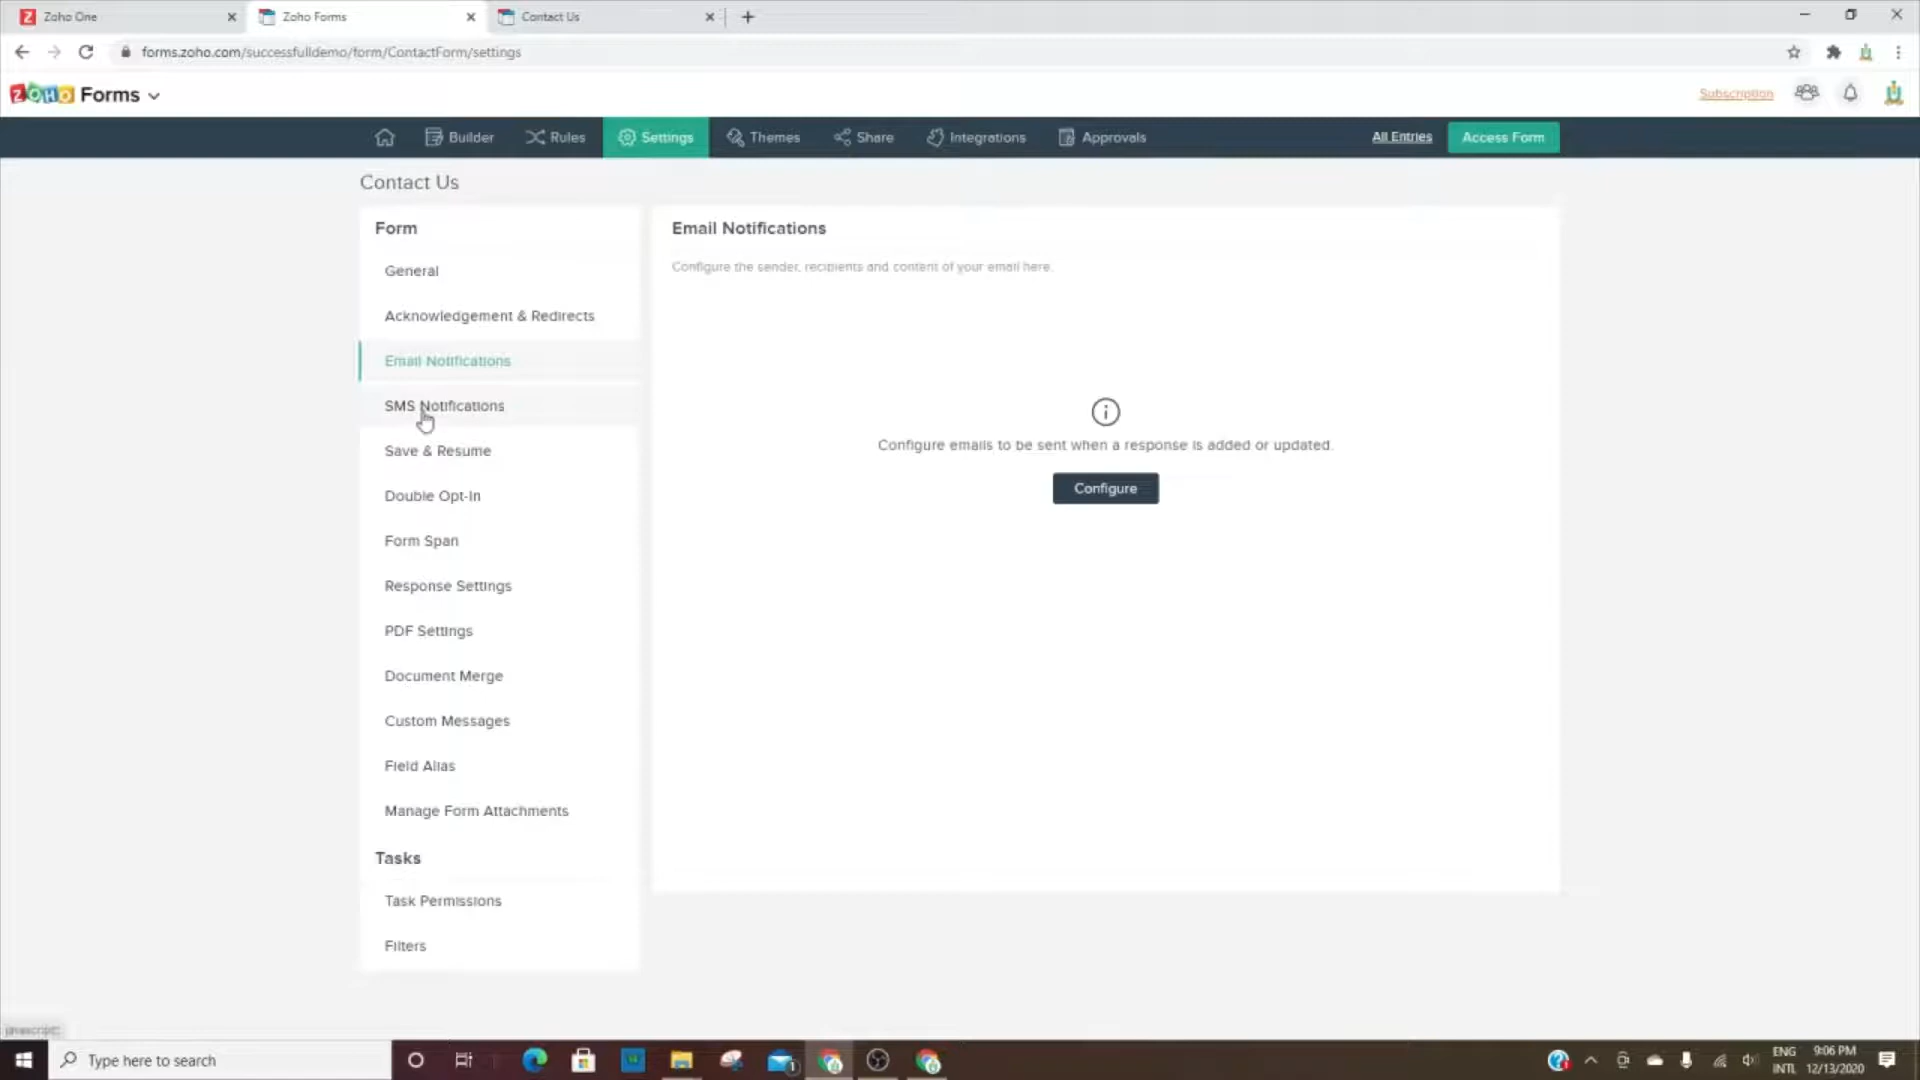 Zoho One
Zoho Forms
Contact Us
forms.zoho.com/successfulldemo/form/ContactForm/settings
ZOHO Forms
Subscription
Builder
Rules
Settings
Themes
Share
Integrations
Approvals
All Entries
Access Form
Contact Us
Form
General
Acknowledgement & Redirects
Email Notifications
SMS Notifications
Save & Resume
Double Opt-In
Form Span
Response Settings
PDF Settings
Document Merge
Custom Messages
Field Alias
Manage Form Attachments
Tasks
Task Permissions
Filters
Email Notifications
Configure the sender, recipients and content of your email here.
Configure emails to be sent when a response is added or updated.
Configure
javascript:
Type here to search
ENG
INTL
9:06 PM
12/13/2020